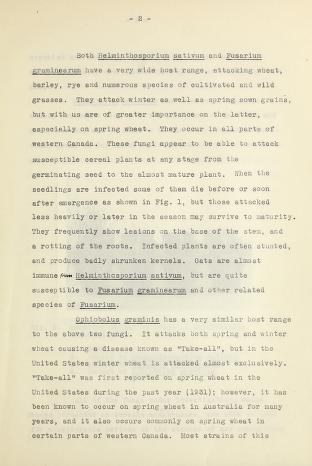 - 2 -
Both Helminthosporium sativum and Fusarium
graminearum have a very wide host range, attacking wheat,
barley, rye and numerous species of cultivated and wild
grasses. They attack winter as well as spring sown grains,
but with us are of greater importance on the latter,
especially on spring wheat. They occur in all parts of
western Canada. These fungi appear to be able to attack
susceptible cereal plants at any stage from the
germinating seed to the almost mature plant. When the
seedlings are infected some of them die before or soon
after emergence as shown in Fig. 1, but those attacked
less heavily or later in the season may survive to maturity.
They frequently show lesions on the base of the stem, and
a rotting of the roots. Infected plants are often stunted,
and produce badly shrunken kernels. Oats are almost
immune from Helminthosporium sativum, but are quite
susceptible to Fusarium graminearum and other related
species of Fusarium.
Ophiobolus graminis has a very similar host range
to the above two fungi. It attacks both spring and winter
wheat causing a disease known as "Take-all", but in the
United States winter wheat is attacked almost exclusively.
"Take-all" was first reported on spring wheat in the
United States during the past year (1931); however, it has
been known to occur on spring wheat in Australia for many
years, and it also occurs commonly on spring wheat in
certain parts of western Canada. Most strains of this